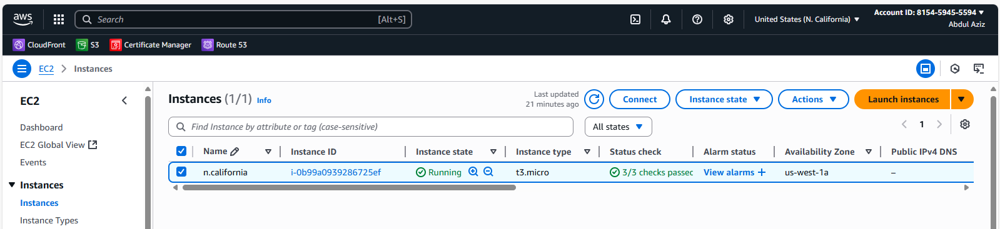 aws Search [Alt+S] United States (N. California) Account ID: 8154-5945-5594
Abdul Aziz
CloudFront S3 Certificate Manager Route 53
EC2 Instances
EC2
Dashboard
EC2 Global View
Events
Instances
Instances
Instance Types
Instances (1/1) Info
Last updated
21 minutes ago
Connect Instance state Actions Launch instances
Find Instance by attribute or tag (case-sensitive) All states 1
Name Instance ID Instance state Instance type Status check Alarm status Availability Zone Public IPv4 DNS
n.california i-0b99a0939286725ef Running t3.micro 3/3 checks passed View alarms + us-west-1a –